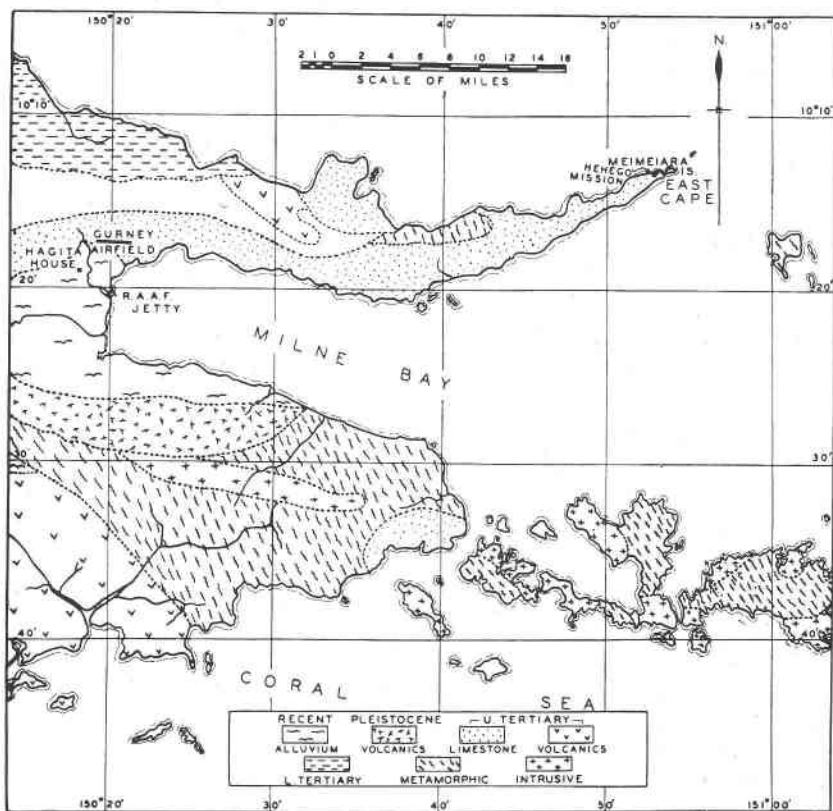 150° 20'
30'
40'
50'
151° 00'
2 1 0 2 4 6 8 10 12 14 16
SCALE OF MILES
N.
10° 10'
10° 10'
MEIMEIARA
HEHEGO IS.
MISSION
EAST
CAPE
GURNEY
AIRFIELD
HAGITA
HOUSE
20'
20'
R.A.A.F.
JETTY
MILNE BAY
30'
30'
40'
40'
CORAL SEA
RECENT PLEISTOCENE U. TERTIARY
ALLUVIUM VOLCANICS LIMESTONE VOLCANICS
L. TERTIARY METAMORPHIC INTRUSIVE
150° 20'
30'
40'
50'
151° 00'